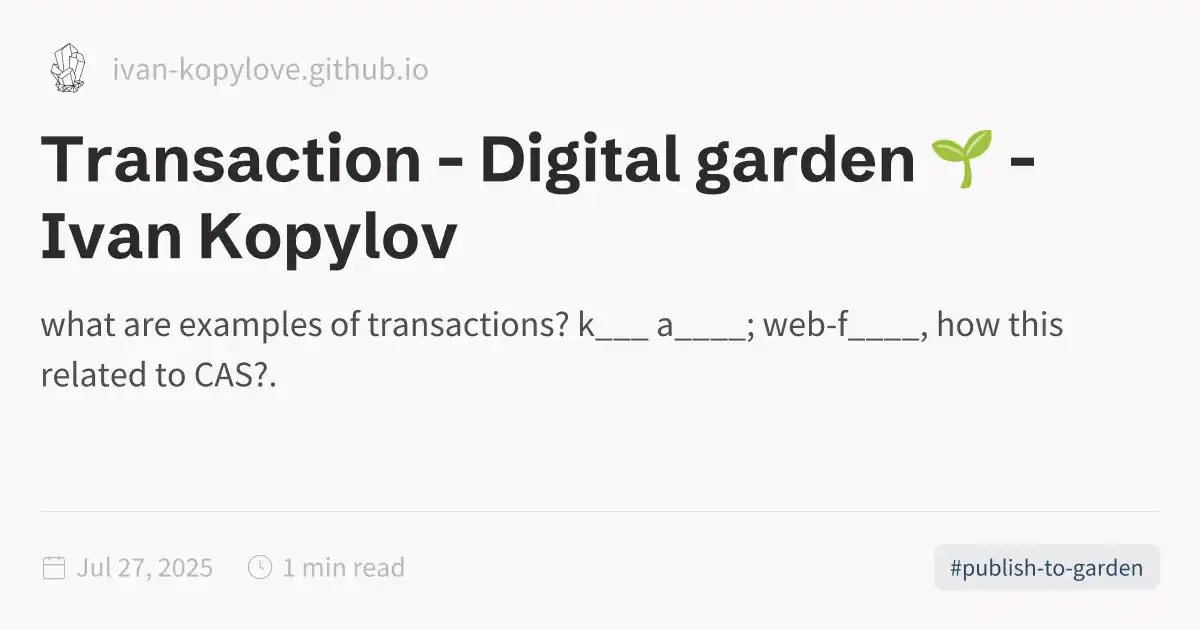 ivan-kopylove.github.io
Transaction - Digital garden 🌱 -
Ivan Kopylov
what are examples of transactions? k___ a____; web-f____, how this
related to CAS?.
Jul 27, 2025 1 min read
#publish-to-garden